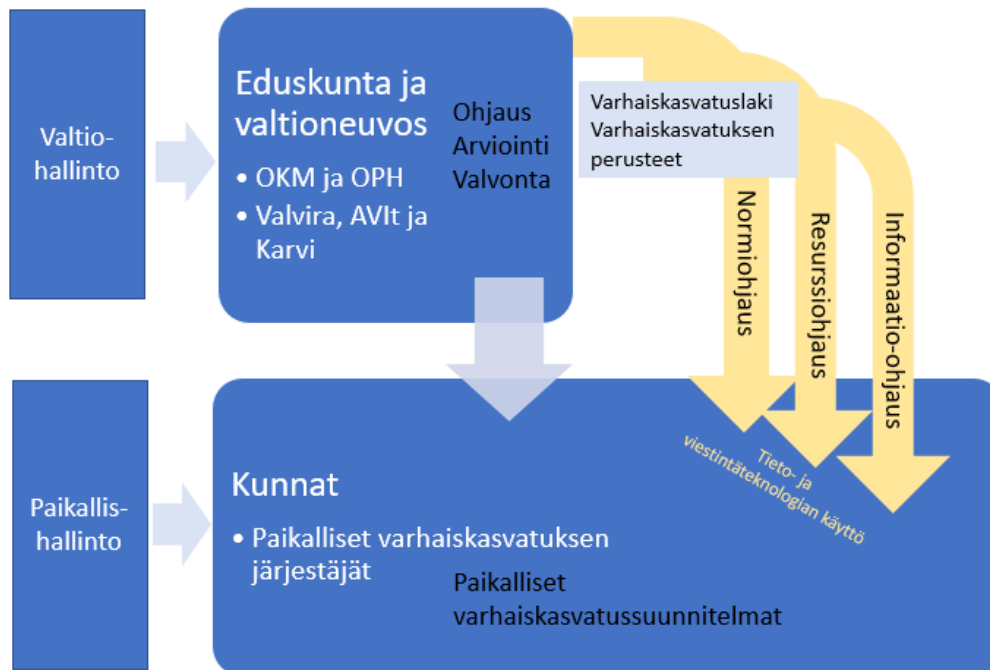 Valtio-
hallinto
Eduskunta ja
valtioneuvos
• OKM ja OPH
• Valvira, AVIt ja
Karvi
Ohjaus
Arviointi
Valvonta
Varhaiskasvatuslaki
Varhaiskasvatuksen
perusteet
Normiohjaus
Resurssiohjaus
Informaatio-ohjaus
Paikallis-
hallinto
Kunnat
• Paikalliset varhaiskasvatuksen
järjestäjät
Paikalliset
varhaiskasvatussuunnitelmat
Tieto- ja
viestintäteknologian käyttö